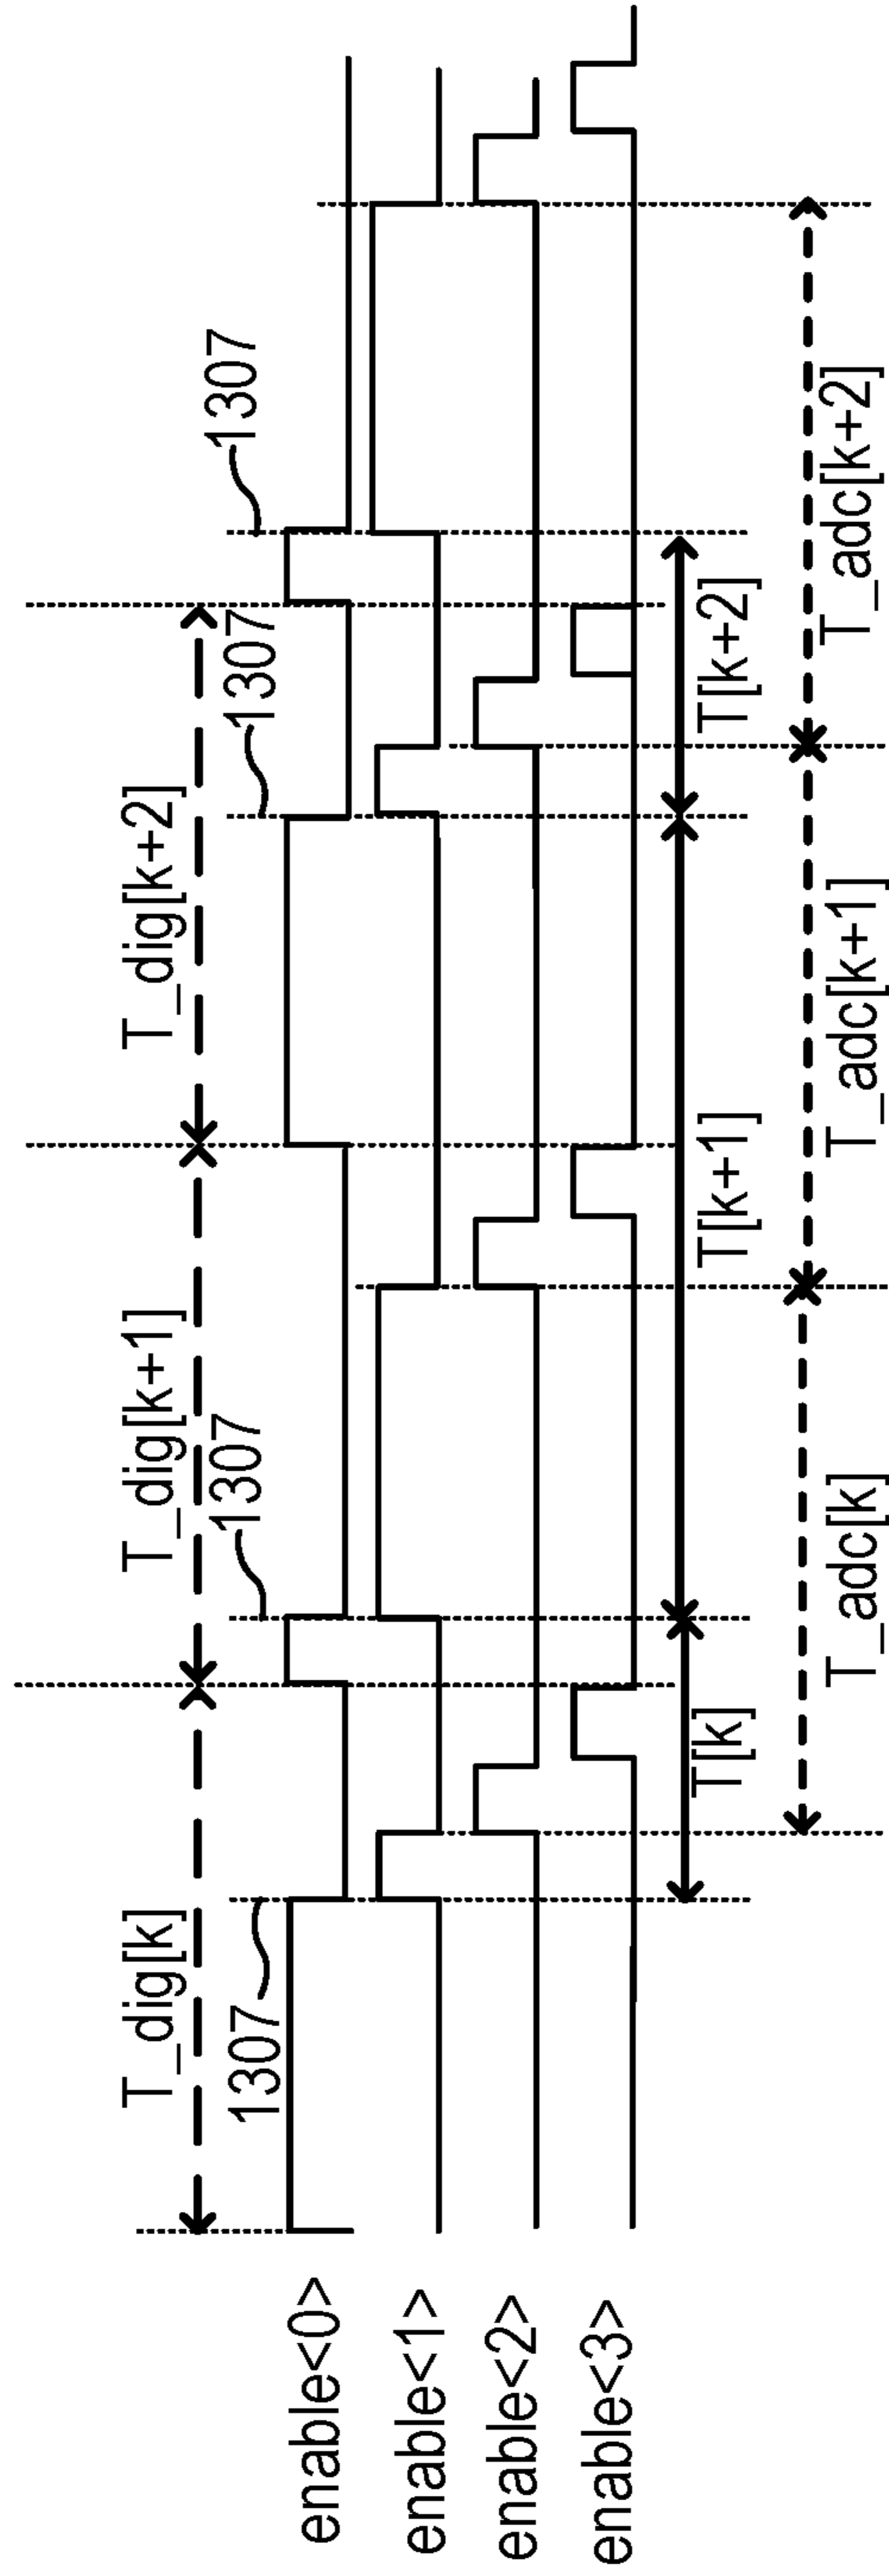 T_dig[k]
T_dig[k+1]
T_dig[k+2]
1307
1307
1307
1307
enable<0>
enable<1>
enable<2>
enable<3>
T[k]
T[k+1]
T[k+2]
T_adc[k]
T_adc[k+1]
T_adc[k+2]